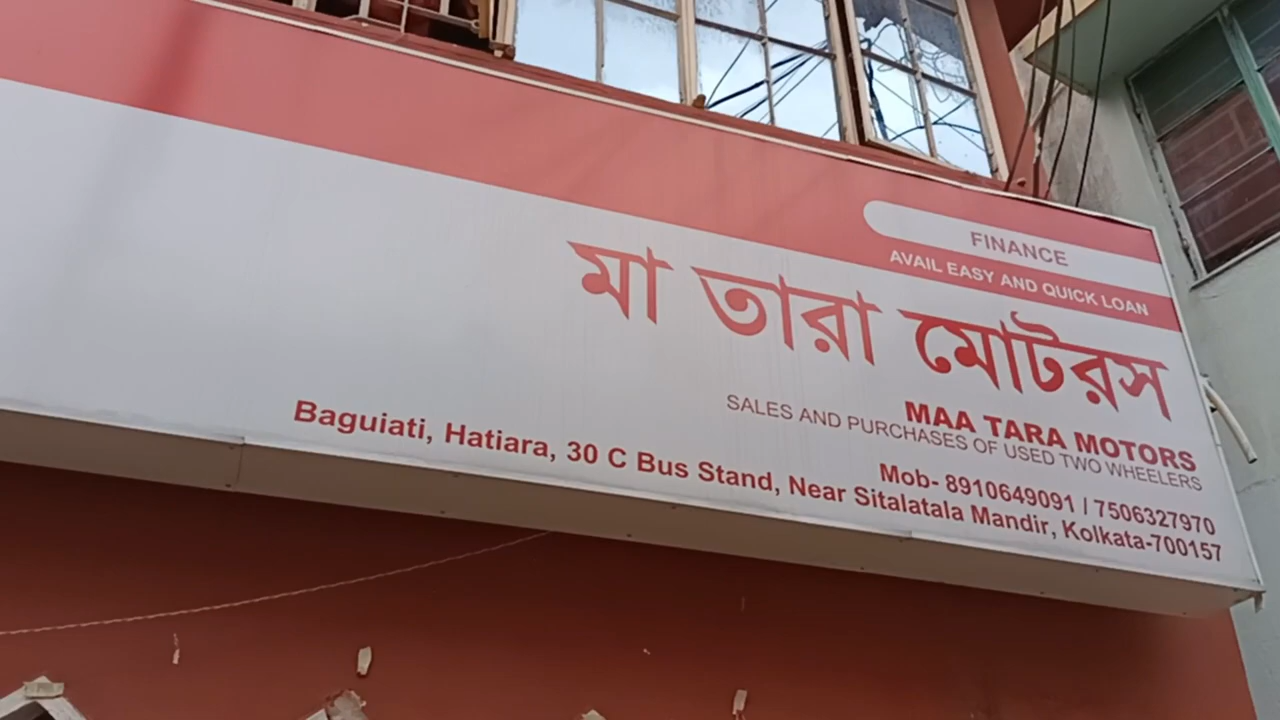 FINANCE
AVAIL EASY AND QUICK LOAN
মা তারা মোটরস
MAA TARA MOTORS
SALES AND PURCHASES OF USED TWO WHEELERS
Mob- 8910649091 / 7506327970
Baguiati, Hatiara, 30 C Bus Stand, Near Sitalatala Mandir, Kolkata-700157